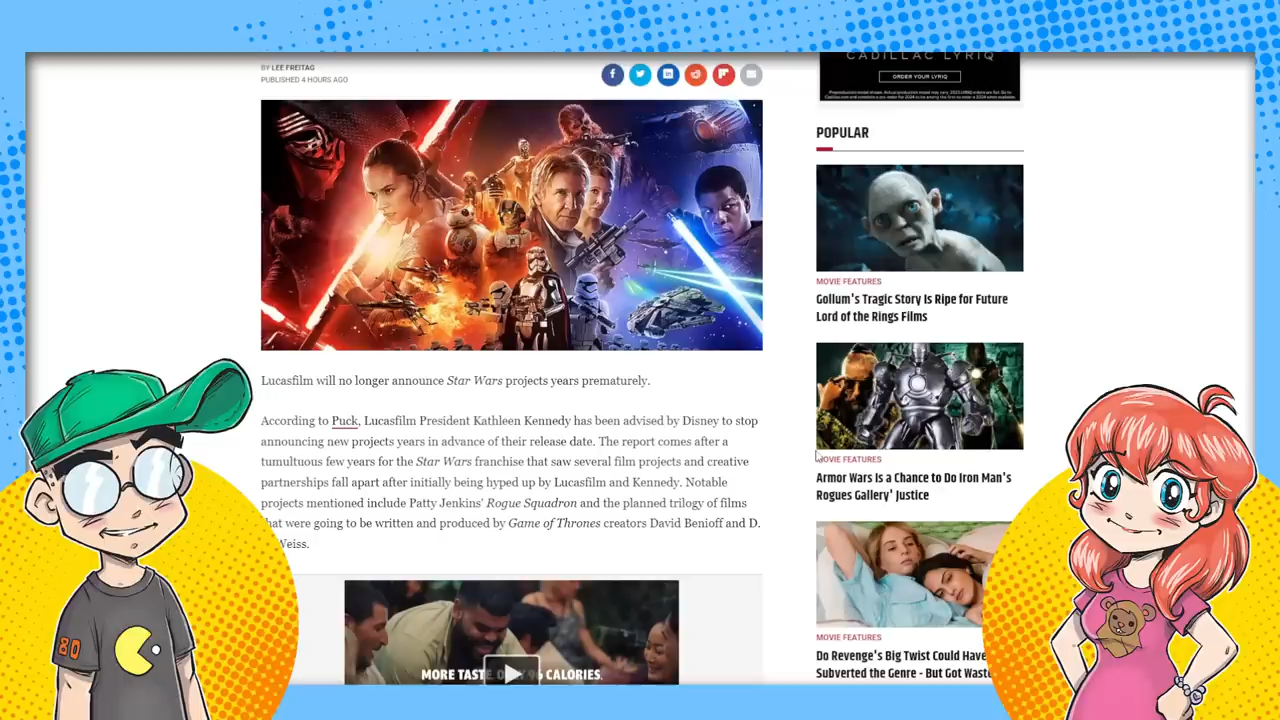 BY LEE FREITAG
PUBLISHED 4 HOURS AGO
CADILLAC LYRIQ
ORDER YOUR LYRIQ
POPULAR
MOVIE FEATURES
Gollum's Tragic Story Is Ripe for Future
Lord of the Rings Films
MOVIE FEATURES
Armor Wars Is a Chance to Do Iron Man's
Rogues Gallery' Justice
MOVIE FEATURES
Do Revenge's Big Twist Could Have
Subverted the Genre - But Got
Lucasfilm will no longer announce Star Wars projects years prematurely.
According to Puck, Lucasfilm President Kathleen Kennedy has been advised by Disney to stop
announcing new projects years in advance of their release date. The report comes after a
tumultuous few years for the Star Wars franchise that saw several film projects and creative
partnerships fall apart after initially being hyped up by Lucasfilm and Kennedy. Notable
projects mentioned include Patty Jenkins' Rogue Squadron and the planned trilogy of films
that were going to be written and produced by Game of Thrones creators David Benioff and D.
Weiss.
MORE TASTE. CALORIES.
80